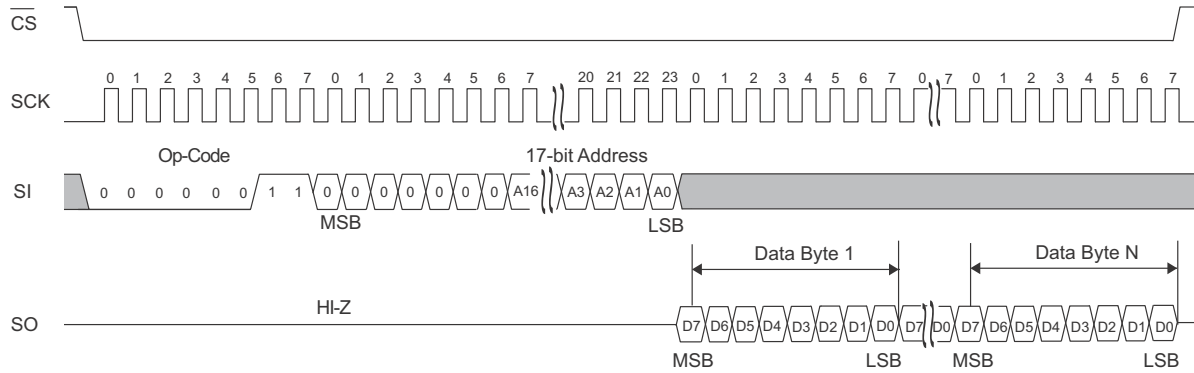 CS
0 1 2 3 4 5 6 7 0 1 2 3 4 5 6 7 20 21 22 23 0 1 2 3 4 5 6 7 0 7 0 1 2 3 4 5 6 7
SCK
Op-Code 17-bit Address
SI 0 0 0 0 0 0 1 1 0 0 0 0 0 0 0 A16 A3 A2 A1 A0
MSB LSB
Data Byte 1 Data Byte N
HI-Z
SO D7 D6 D5 D4 D3 D2 D1 D0 D7 D0 D7 D6 D5 D4 D3 D2 D1 D0
MSB LSB MSB LSB